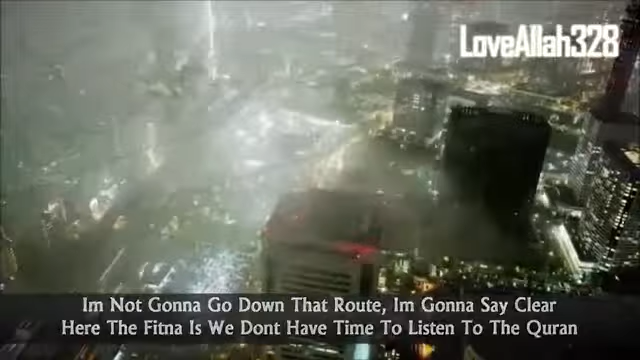 LoveAllah328
Im Not Gonna Go Down That Route, Im Gonna Say Clear
Here The Fitna Is We Dont Have Time To Listen To The Quran